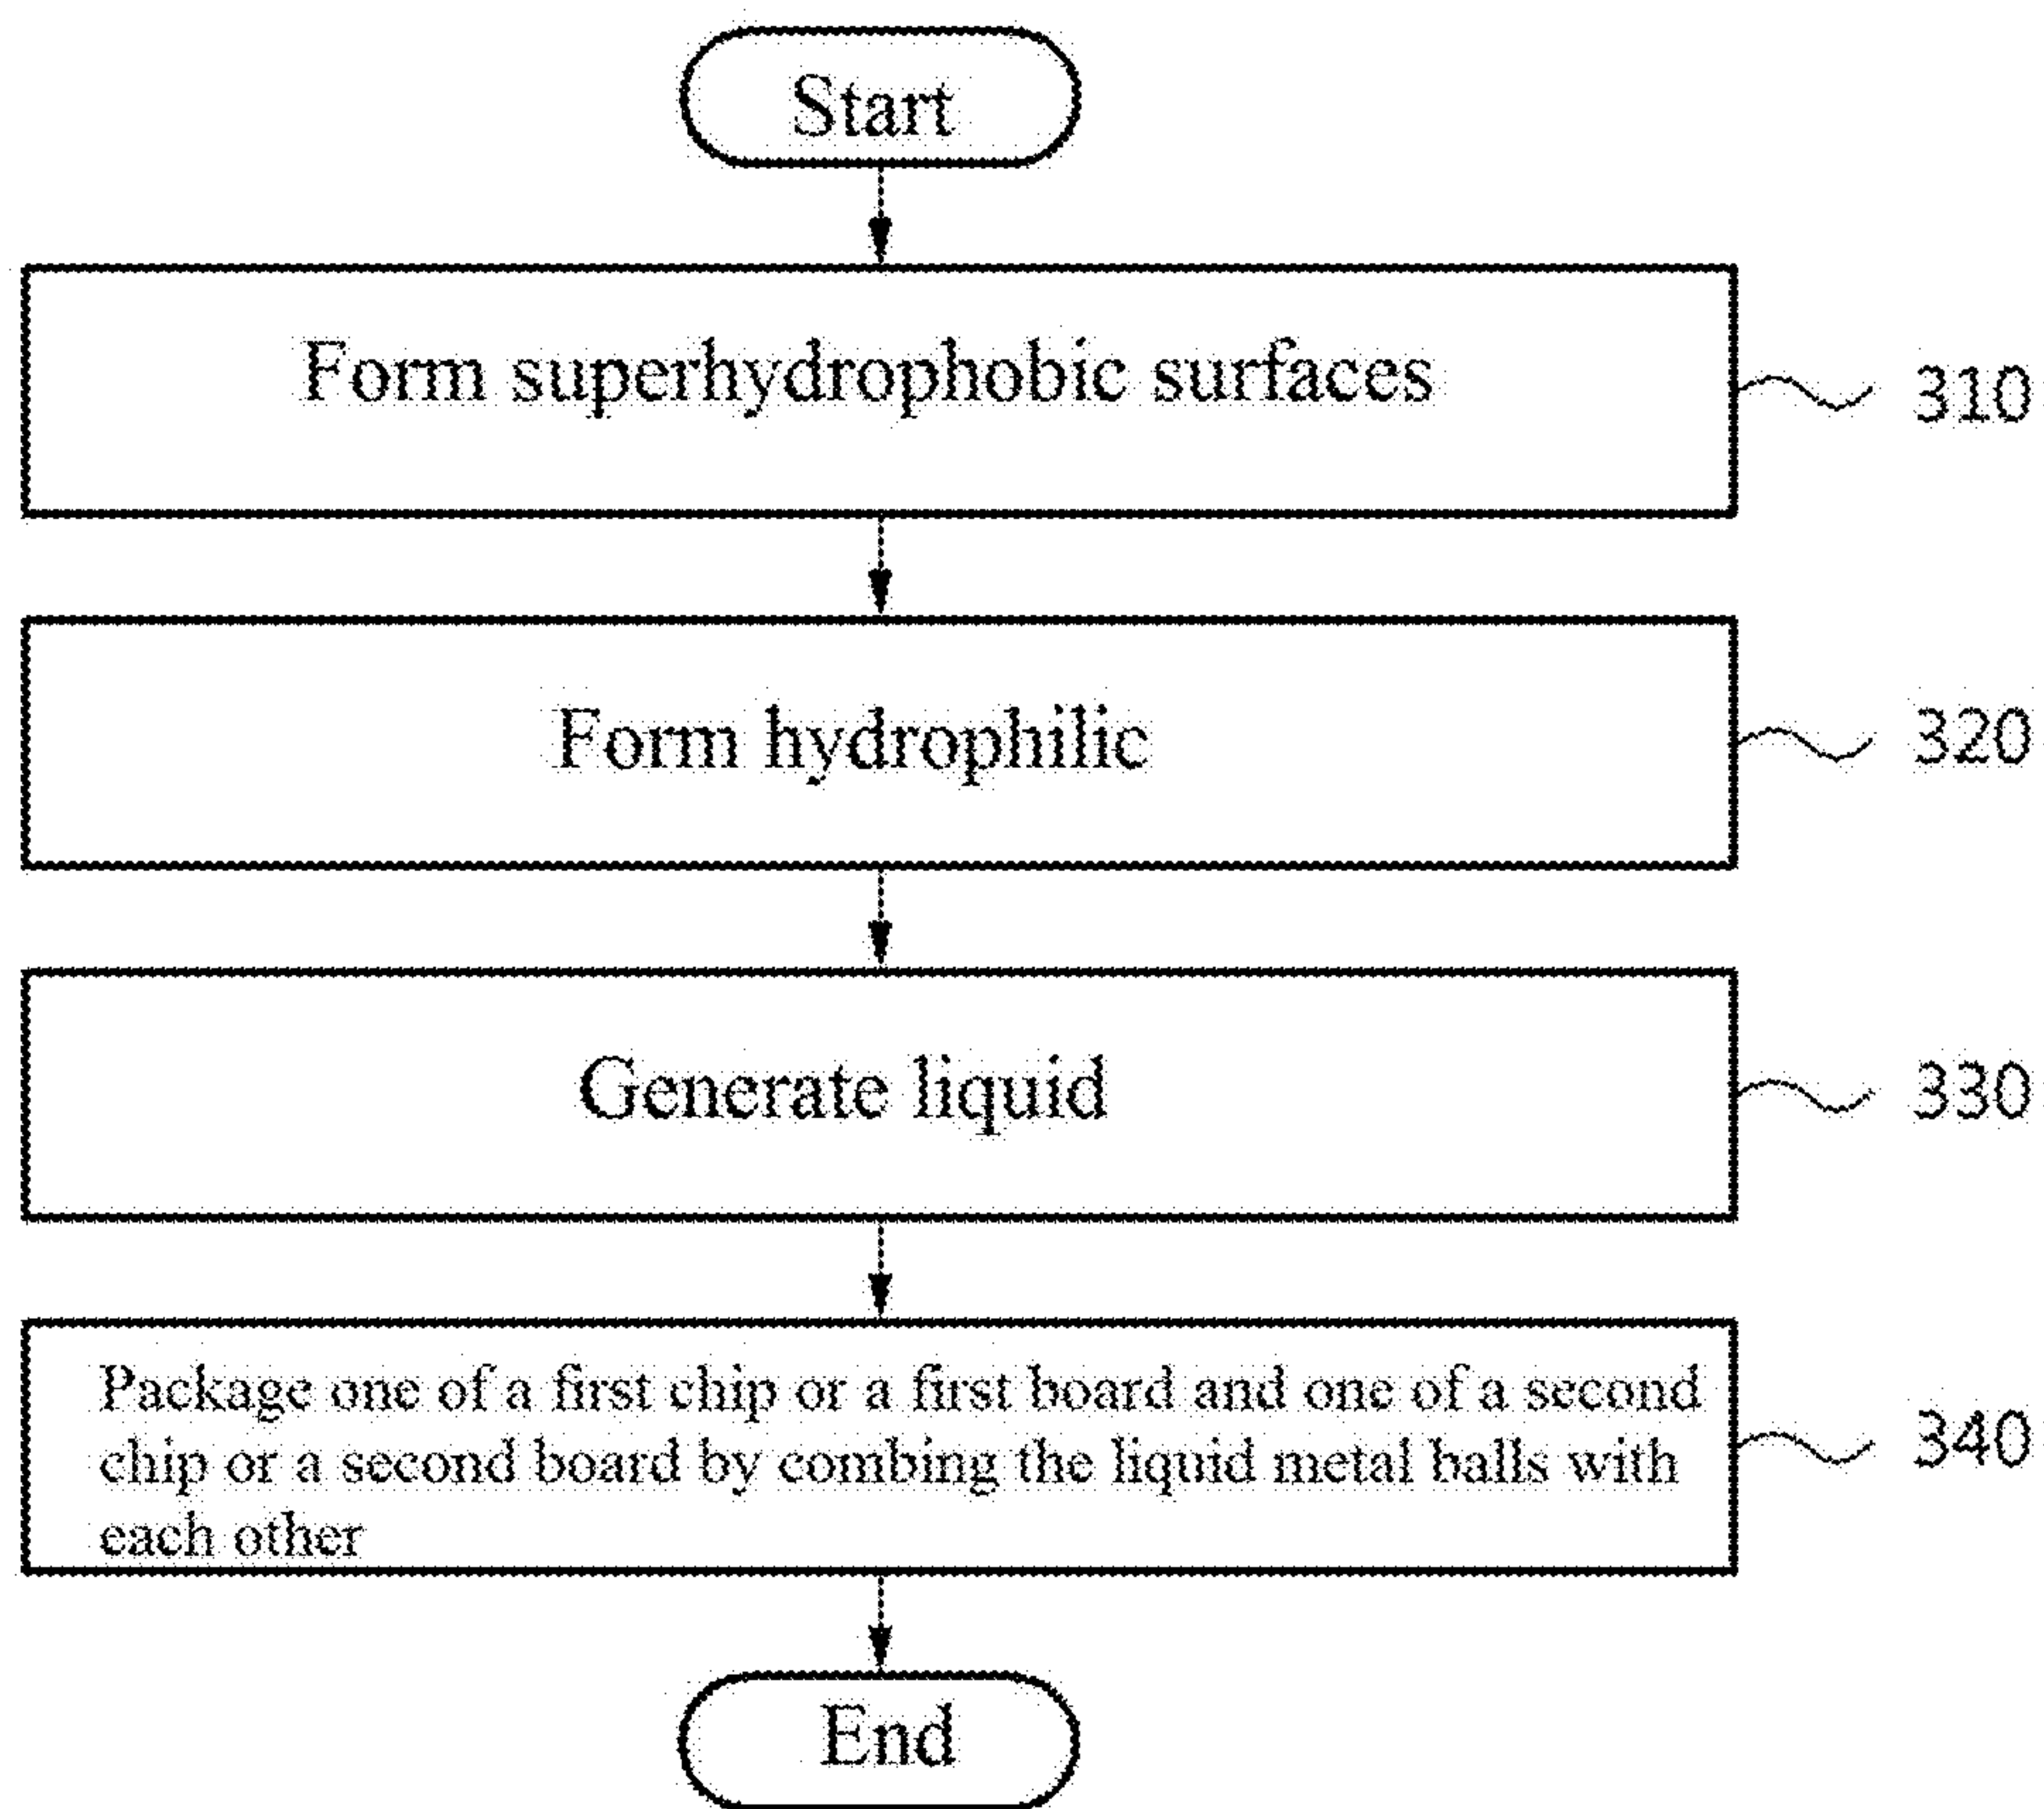 Start
Form superhydrophobic surfaces
310
Form hydrophilic
320
Generate liquid
330
Package one of a first chip or a first board and one of a second
chip or a second board by combing the liquid metal balls with
each other
340
End